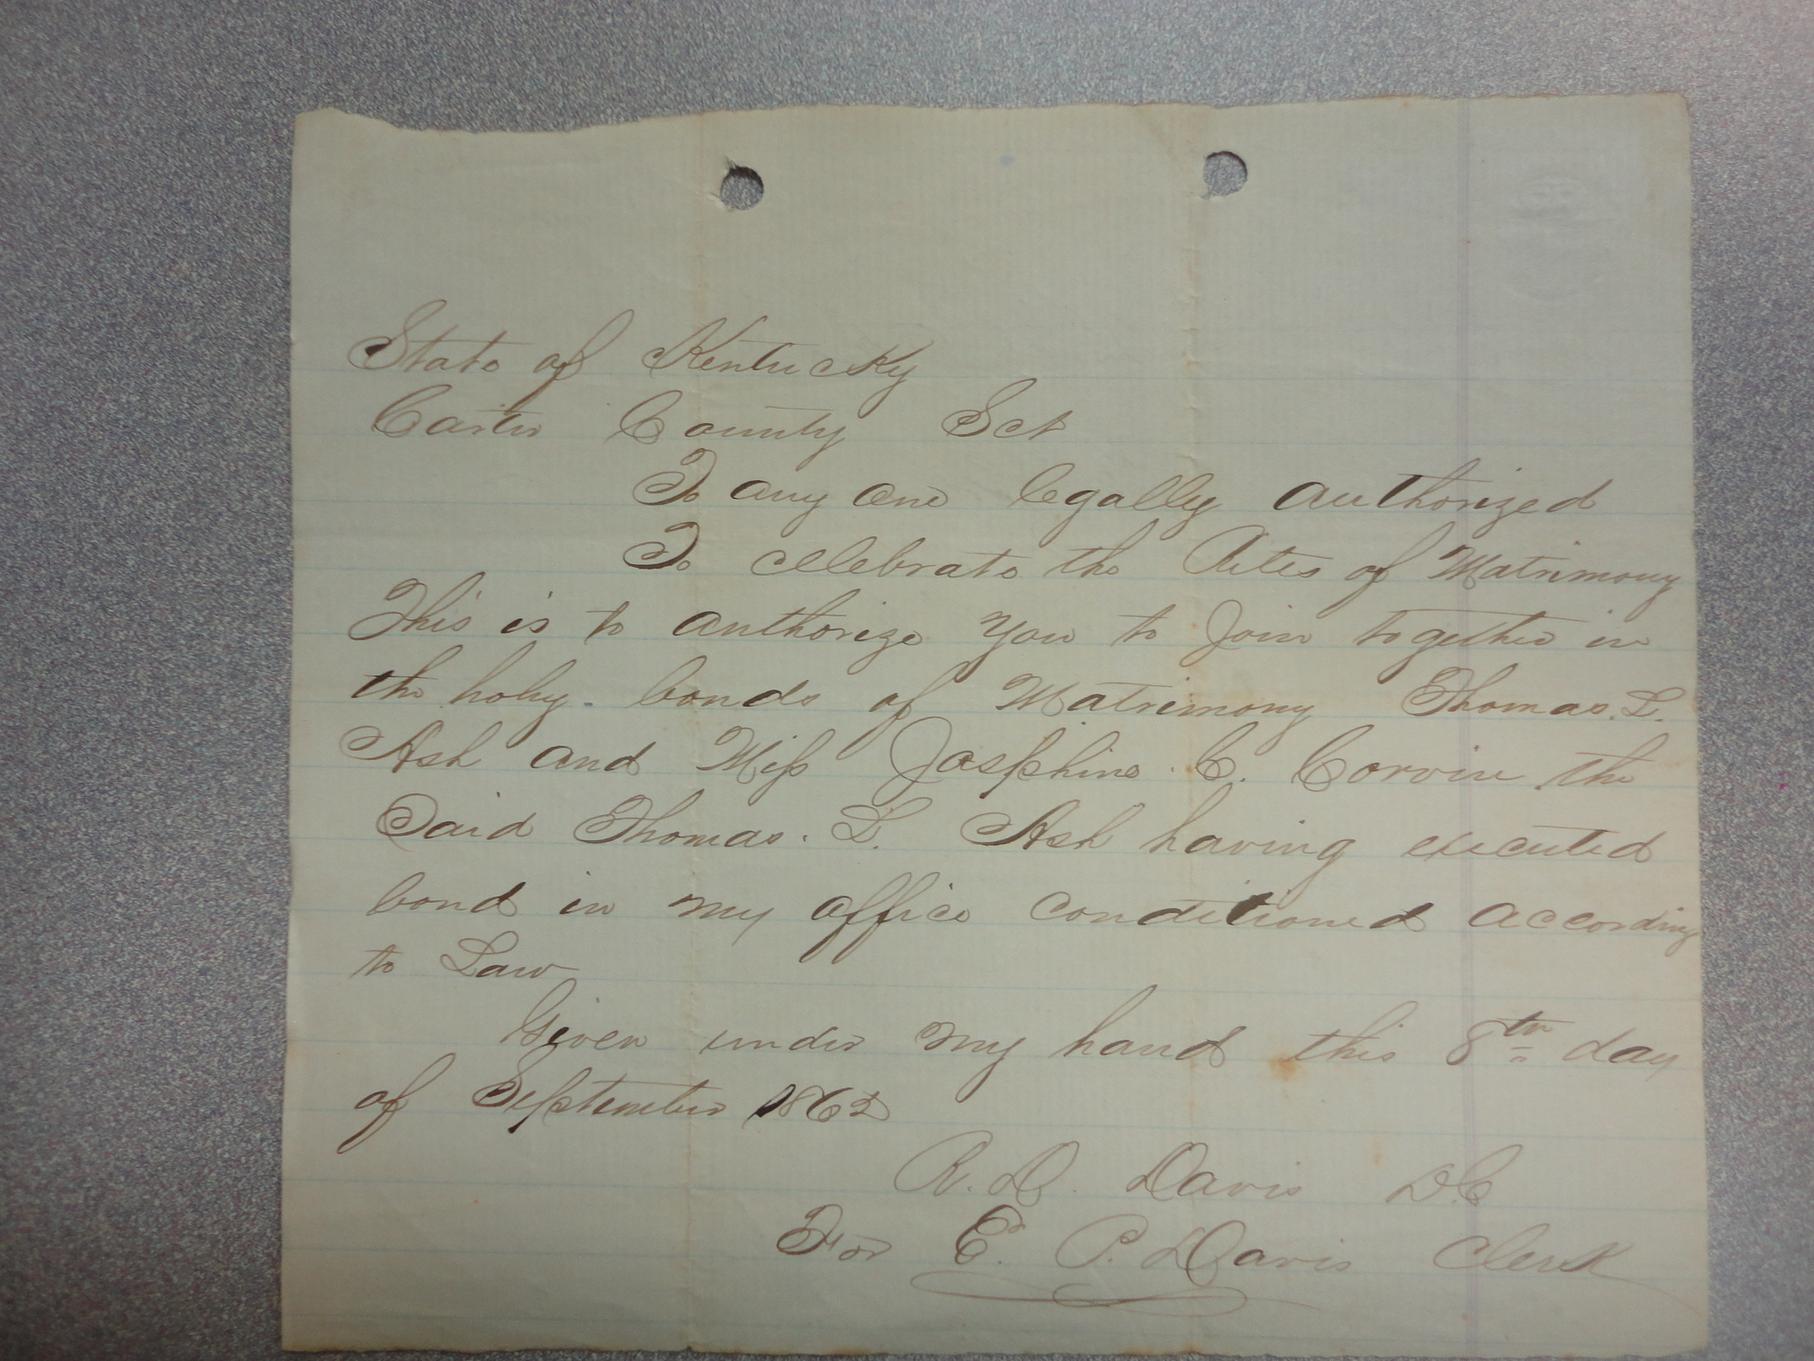 State of Kentucky
Carter County Sct
To any one legally authorized
To celebrate the Rites of Matrimony
This is to authorize you to Join together in
the holy bonds of Matrimony Thomas. L.
Ash and Miss Josephine. C. Corvin the
Said Thomas. L. Ash having executed
bond in my office conditioned according
to Law
Given under my hand this 8th day
of September 1862
R. D. Davis D.C
For E. P. Davis Clerk